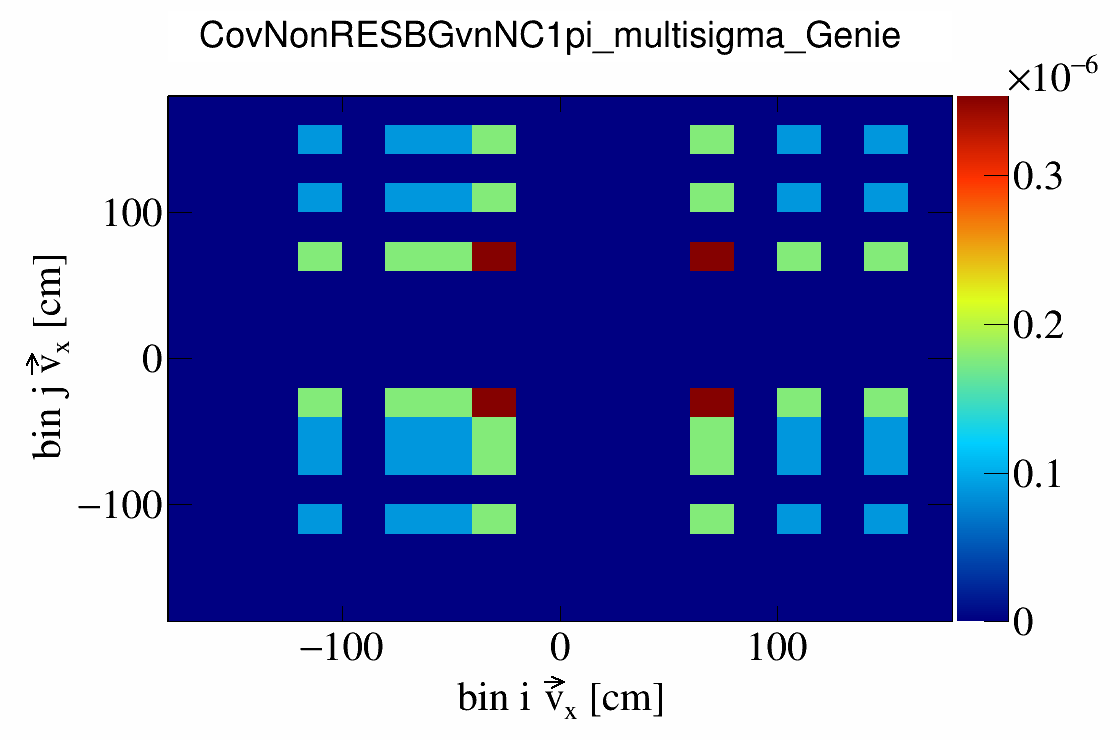 CovNonRESBGvnNC1pi_multisigma_Genie
×10⁻⁶
0.3
0.2
0.1
0
100
0
−100
bin j v⃗ₓ [cm]
−100 0 100
bin i v⃗ₓ [cm]